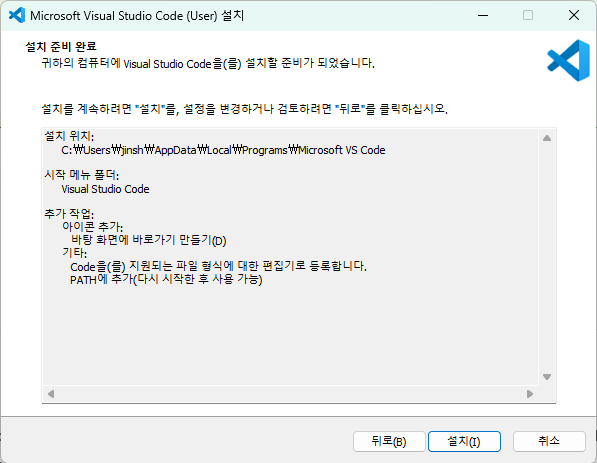 Microsoft Visual Studio Code (User) 설치
설치 준비 완료
귀하의 컴퓨터에 Visual Studio Code을(를) 설치할 준비가 되었습니다.
설치를 계속하려면 "설치"를, 설정을 변경하거나 검토하려면 "뒤로"를 클릭하십시오.
설치 위치:
C:₩Users₩jinsh₩AppData₩Local₩Programs₩Microsoft VS Code
시작 메뉴 폴더:
Visual Studio Code
추가 작업:
아이콘 추가:
바탕 화면에 바로가기 만들기(D)
기타:
Code을(를) 지원되는 파일 형식에 대한 편집기로 등록합니다.
PATH에 추가(다시 시작한 후 사용 가능)
뒤로(B) 설치(I) 취소